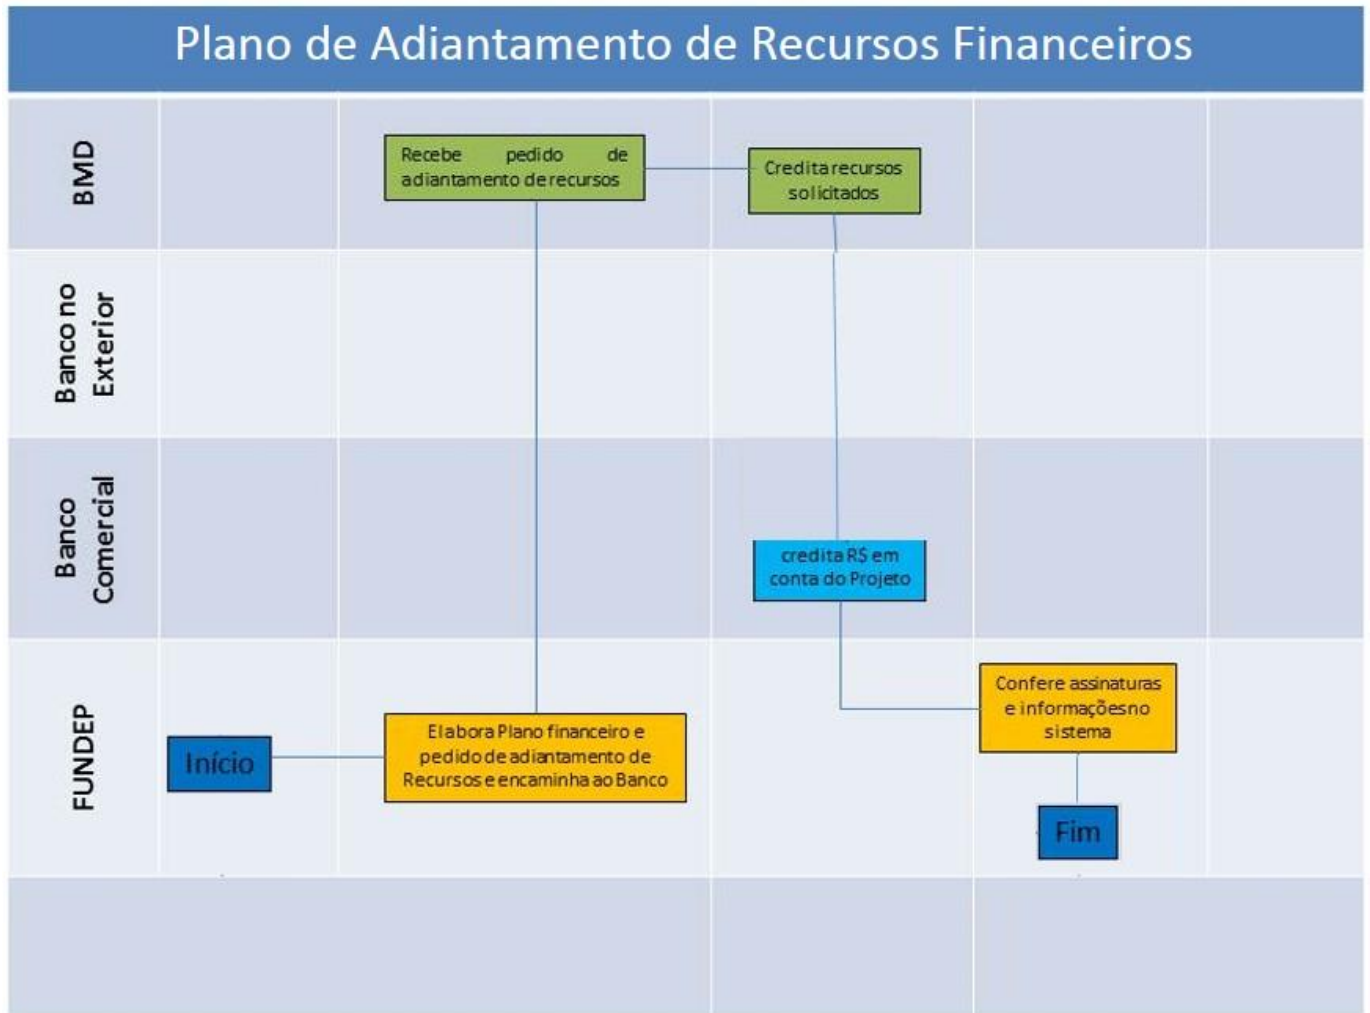 Plano de Adiantamento de Recursos Financeiros
BMD
Recebe pedido de
adiantamento de recursos
Credita recursos
solicitados
Banco no
Exterior
Banco
Comercial
credita R$ em
conta do Projeto
FUNDEP
Início
Elabora Plano financeiro e
pedido de adiantamento de
Recursos e encaminha ao Banco
Confere assinaturas
e informações no
sistema
Fim